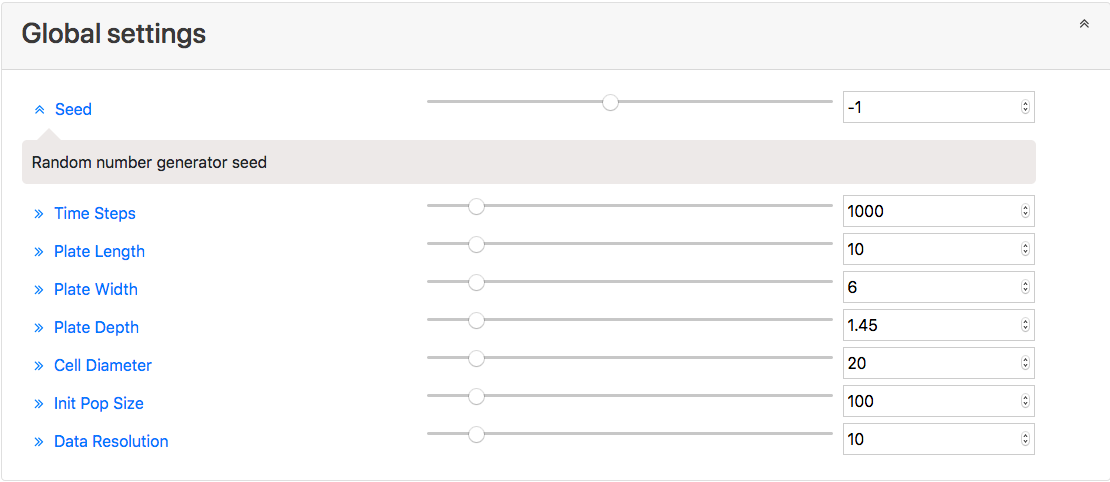 Global settings
Seed -1
Random number generator seed
Time Steps 1000
Plate Length 10
Plate Width 6
Plate Depth 1.45
Cell Diameter 20
Init Pop Size 100
Data Resolution 10